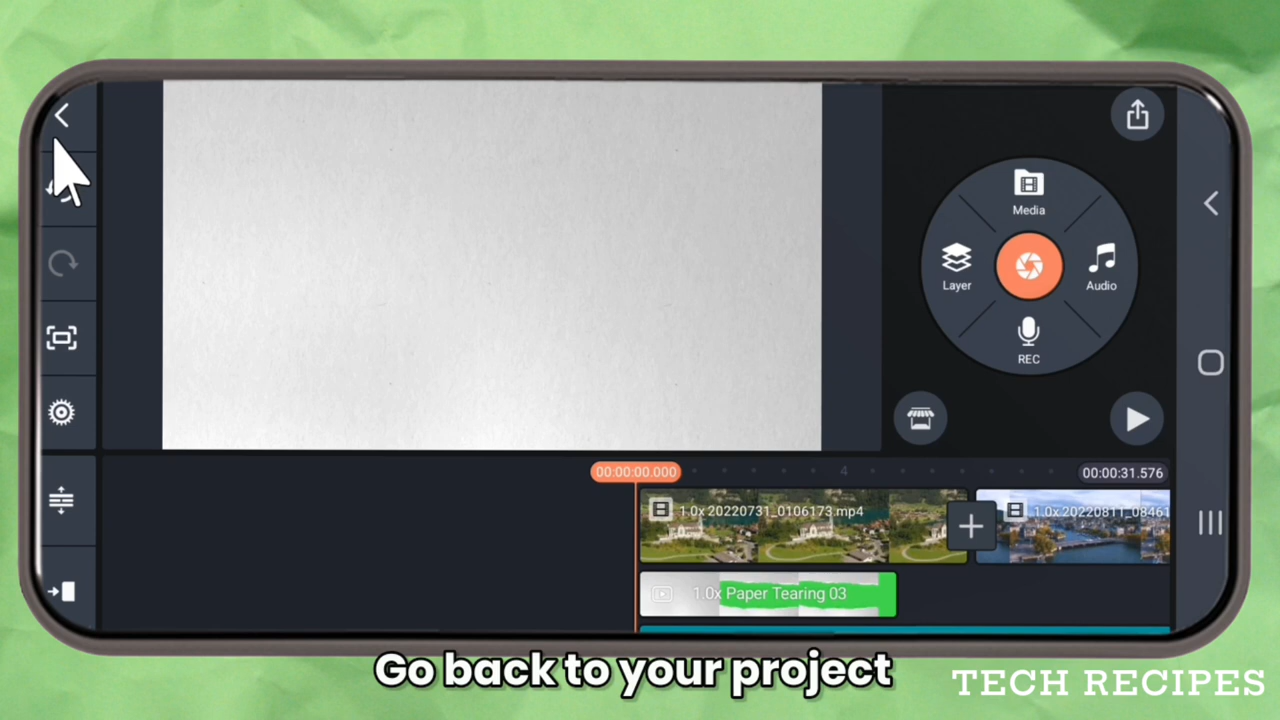 Media
Layer
Audio
REC
00:00:00.000
4
00:00:31.576
1.0x 20220731_0106173.mp4
1.0x 20220811_08461
1.0x Paper Tearing 03
Go back to your project
TECH RECIPES